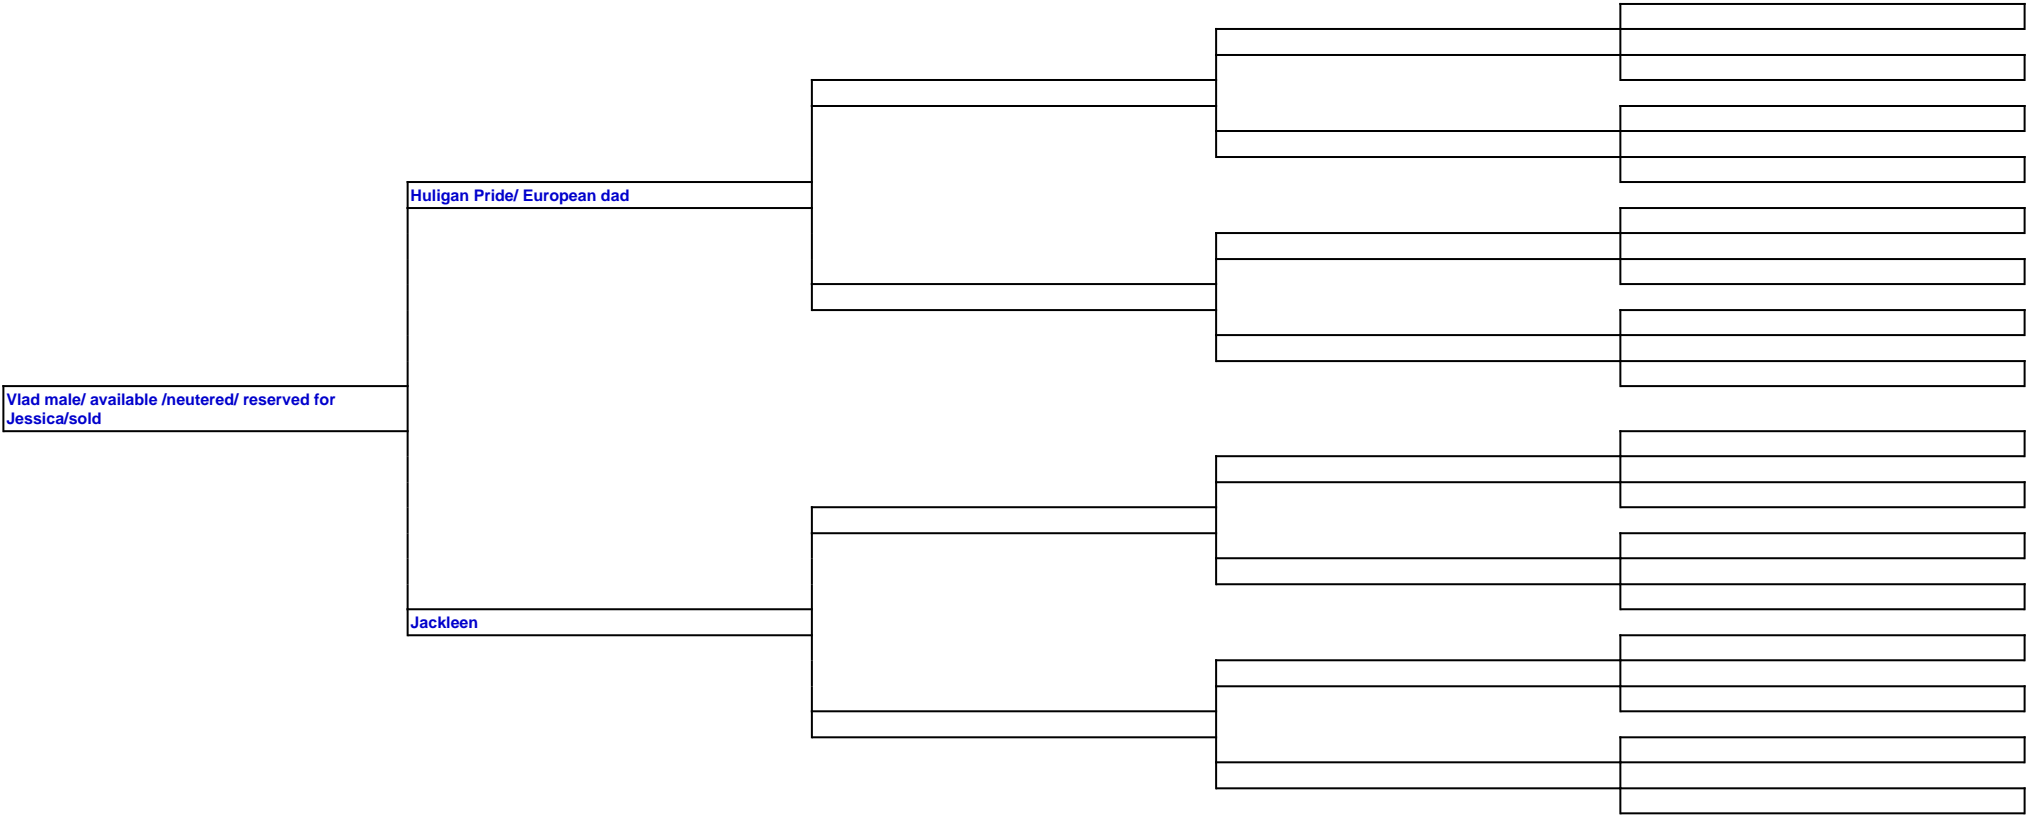 Huligan Pride/ European dad
Vlad male/ available /neutered/ reserved for
Jessica/sold
Jackleen